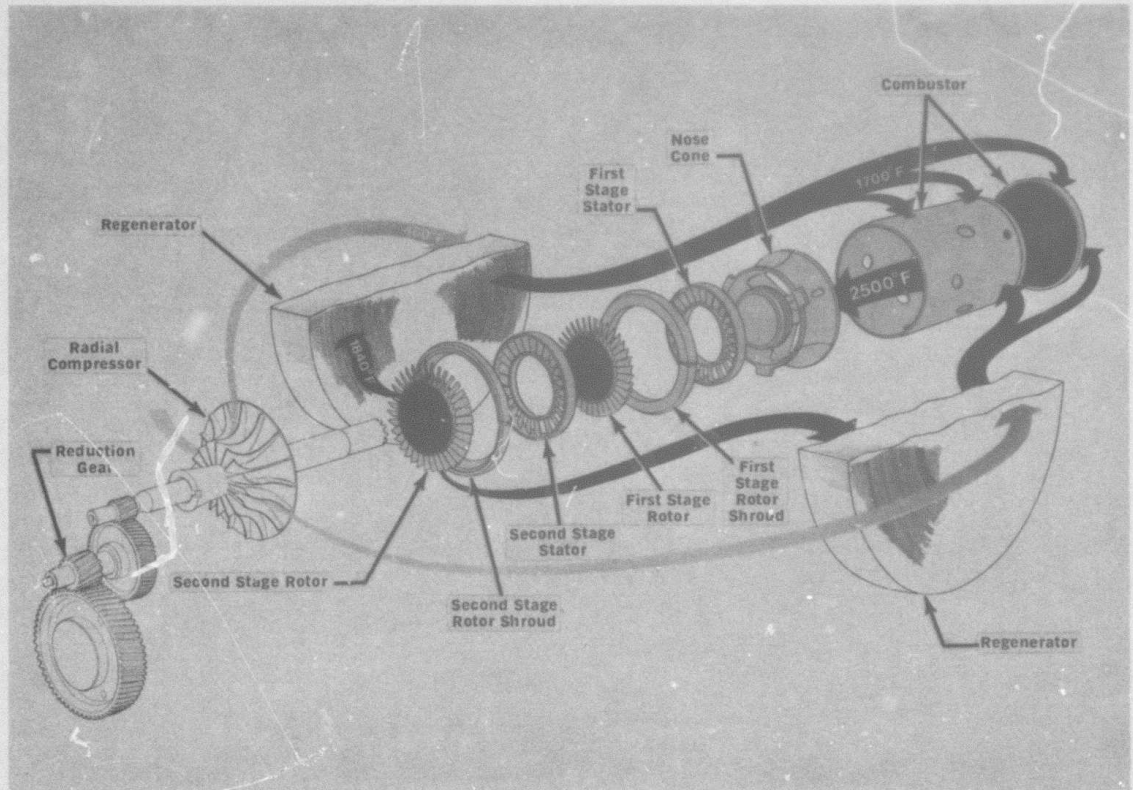 Combustor
Nose
Cone
First
Stage
Stator
1700°F
Regenerator
2500°F
1840°F
Radial
Compressor
Reduction
Gear
First Stage
Rotor
First
Stage
Rotor
Shroud
Second Stage
Stator
Second Stage Rotor
Second Stage
Rotor Shroud
Regenerator